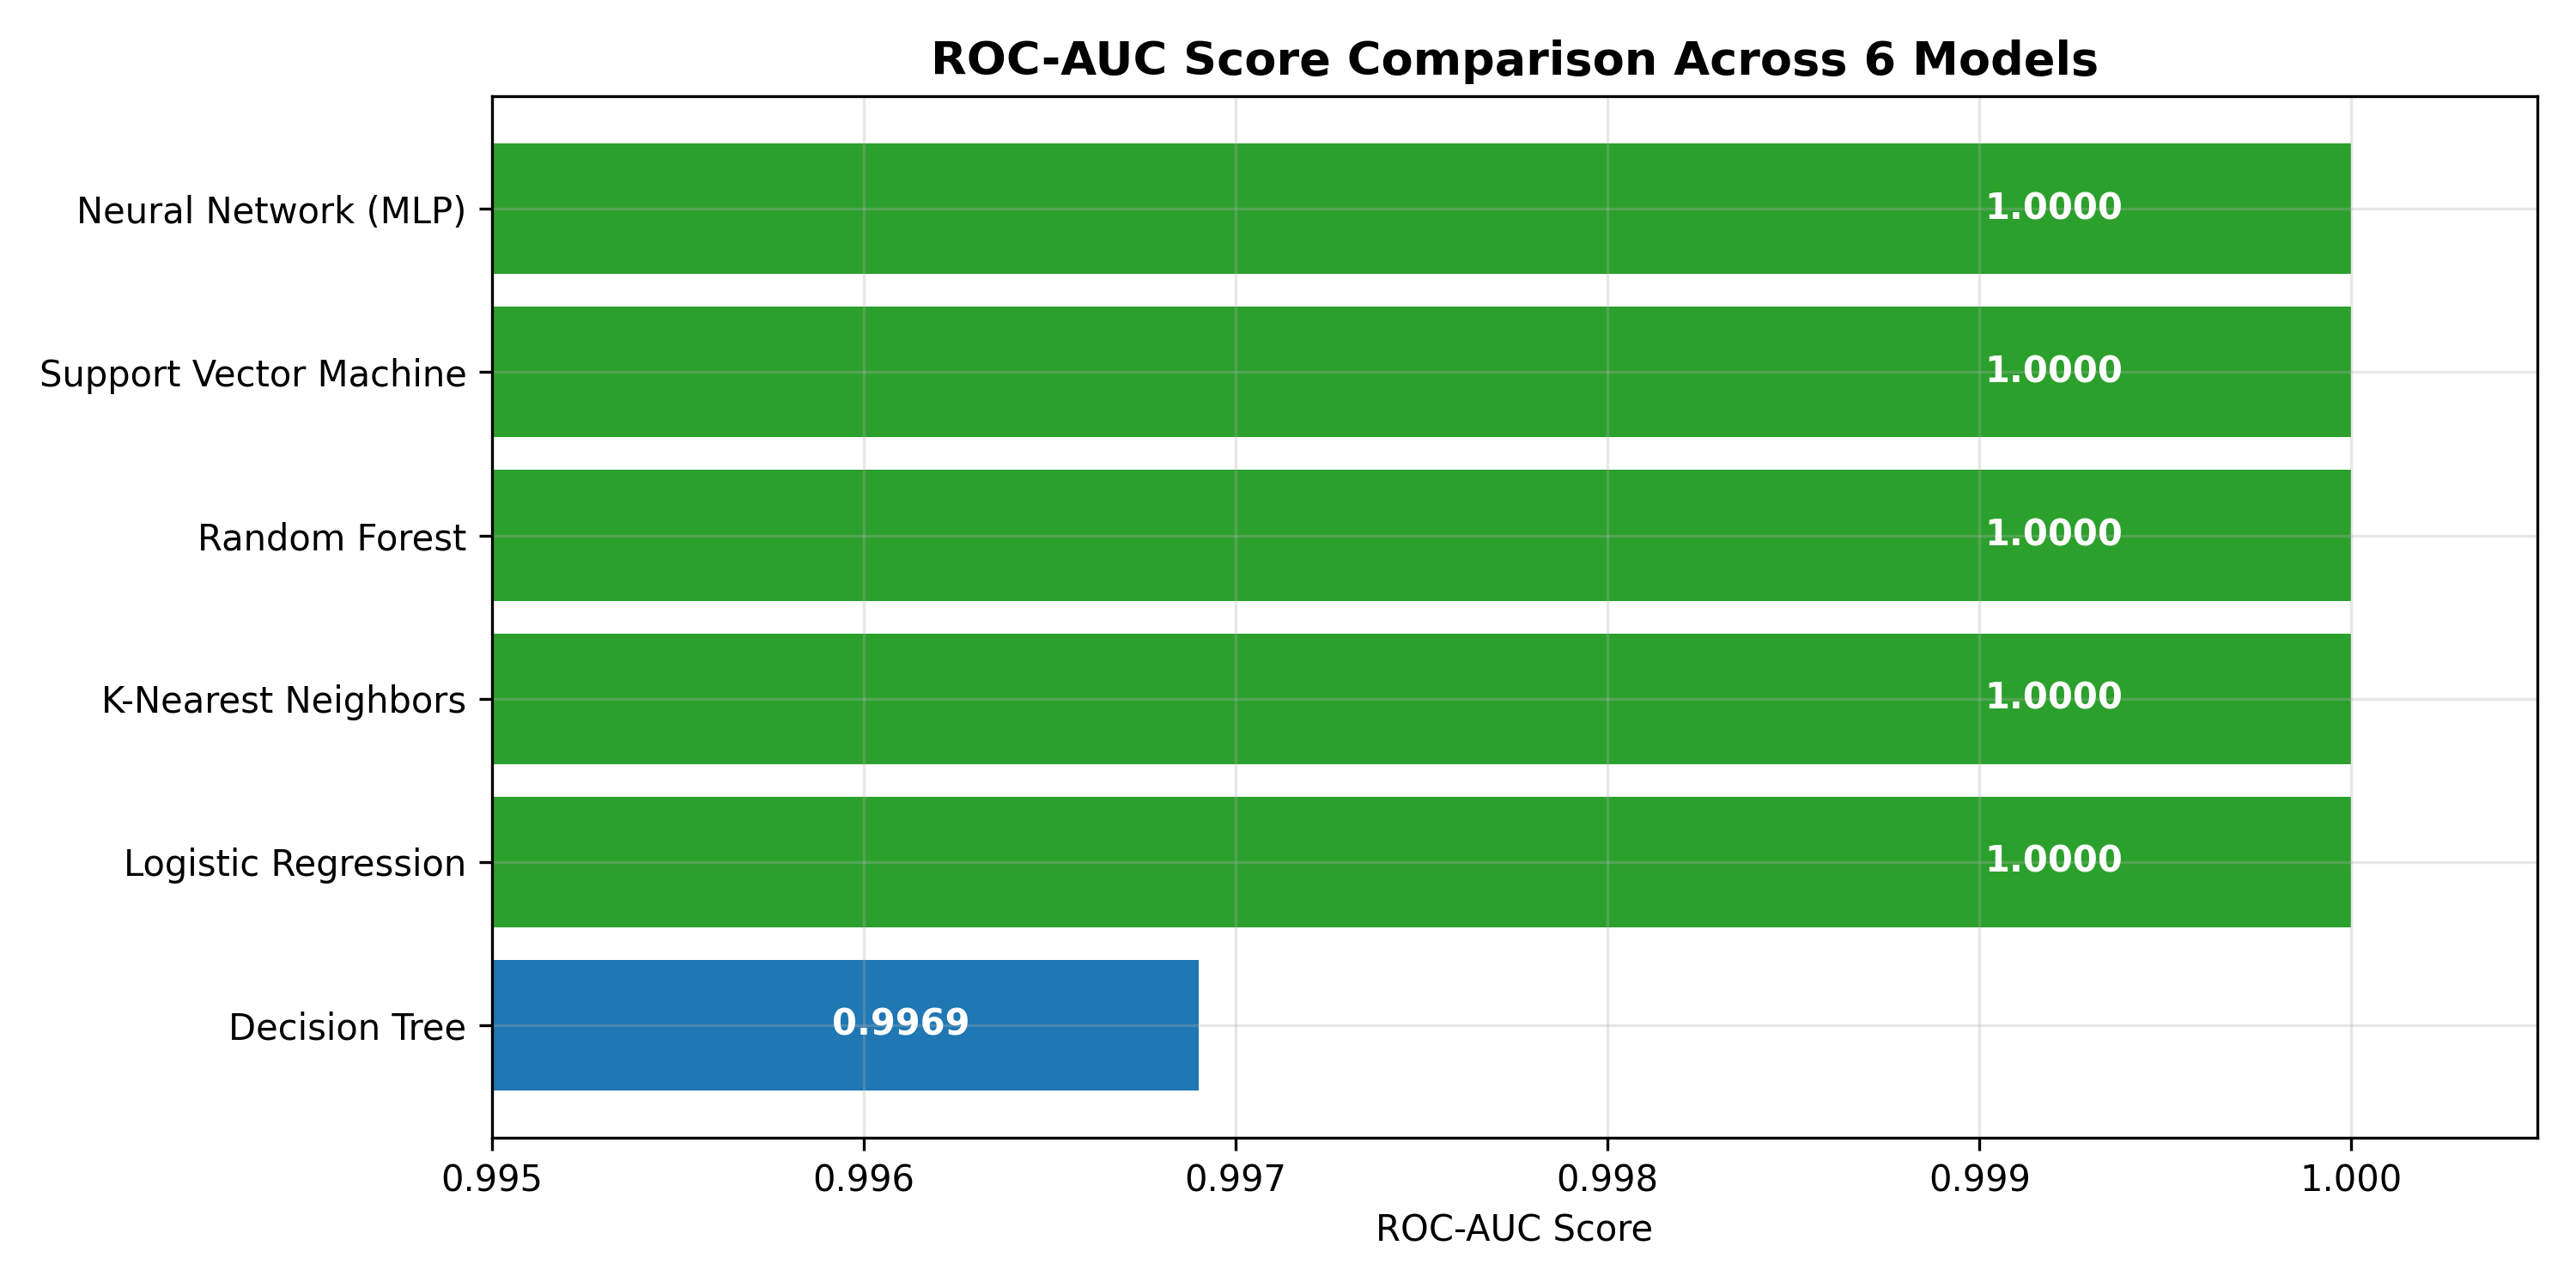 ROC-AUC Score Comparison Across 6 Models
Neural Network (MLP)
1.0000
Support Vector Machine
1.0000
Random Forest
1.0000
K-Nearest Neighbors
1.0000
Logistic Regression
1.0000
Decision Tree
0.9969
0.995 0.996 0.997 0.998 0.999 1.000
ROC-AUC Score